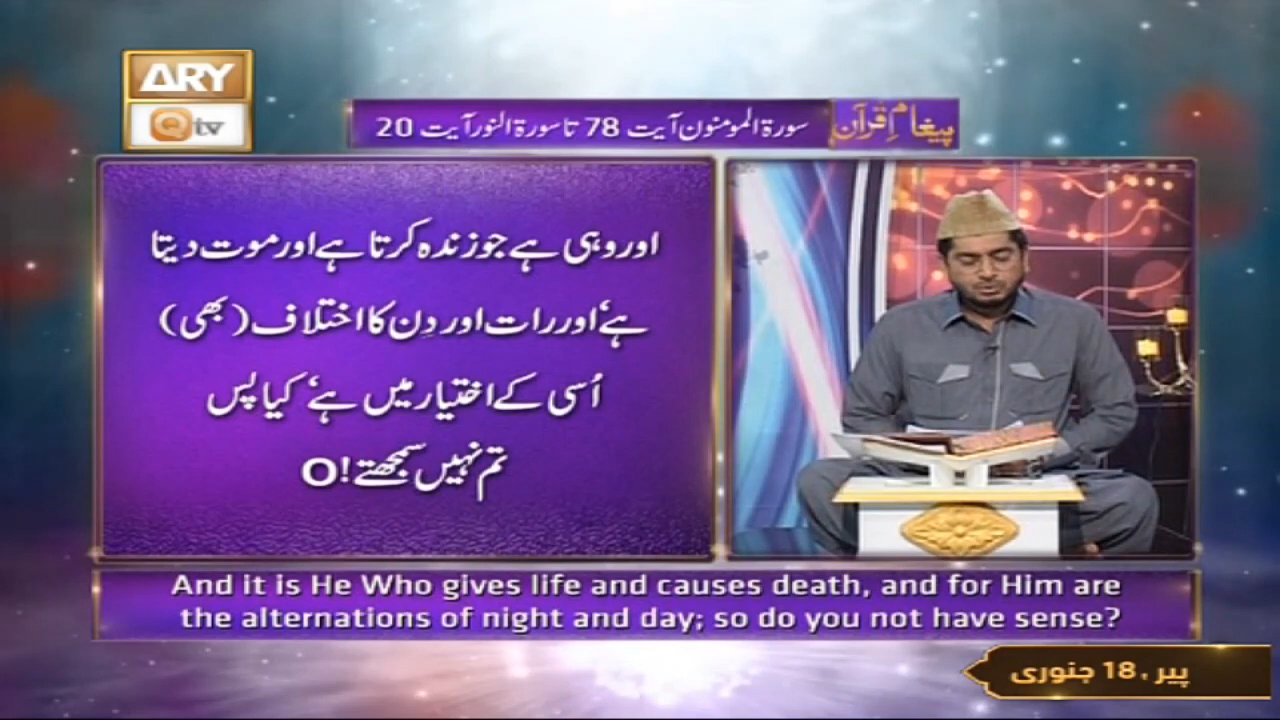 ARY
Qtv
پیغامِ قرآن
سورۃ المومنون آیت 78 تا سورۃ النور آیت 20
اور وہی ہے جو زندہ کرتا ہے اور موت دیتا
ہے، اور رات اور دِن کا اختلاف (بھی)
اُسی کے اختیار میں ہے، کیا پس
تم نہیں سمجھتے! O
And it is He Who gives life and causes death, and for Him are
the alternations of night and day; so do you not have sense?
پیر، 18 جنوری